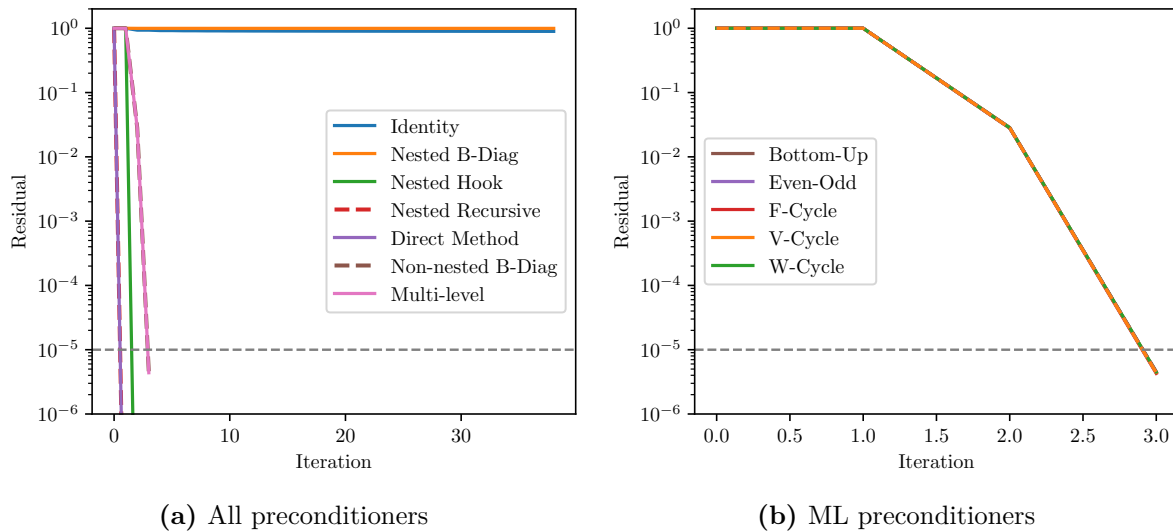 10^0
10^-1
10^-2
10^-3
10^-4
10^-5
10^-6
Residual
Identity
Nested B-Diag
Nested Hook
Nested Recursive
Direct Method
Non-nested B-Diag
Multi-level
0 10 20 30
Iteration
(a) All preconditioners
10^0
10^-1
10^-2
10^-3
10^-4
10^-5
10^-6
Residual
Bottom-Up
Even-Odd
F-Cycle
V-Cycle
W-Cycle
0.0 0.5 1.0 1.5 2.0 2.5 3.0
Iteration
(b) ML preconditioners